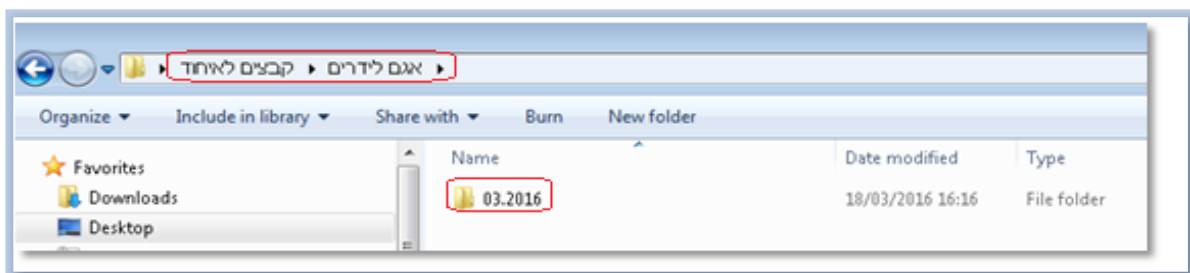 קבצים לאיחוד ▸ אגם לידרים
Organize Include in library Share with Burn New folder
Favorites
Downloads
Desktop
Name Date modified Type
03.2016 18/03/2016 16:16 File folder